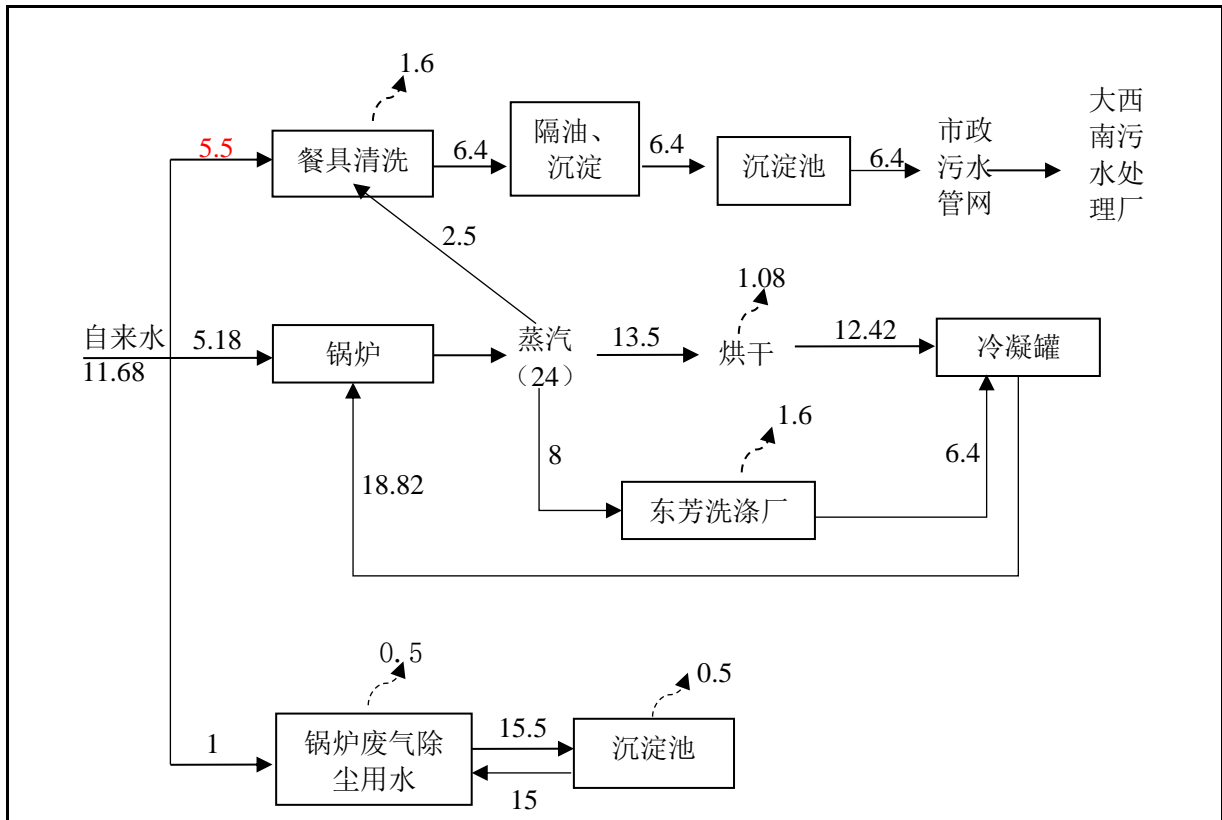 1.6
5.5
餐具清洗
6.4
隔油、
沉淀
6.4
沉淀池
6.4
市政
污水
管网
大西
南污
水处
理厂
2.5
1.08
自来水
11.68
5.18
锅炉
蒸汽
（24）
13.5
烘干
12.42
冷凝罐
18.82
8
1.6
东芳洗涤厂
6.4
0.5
0.5
1
锅炉废气除
尘用水
15.5
15
沉淀池